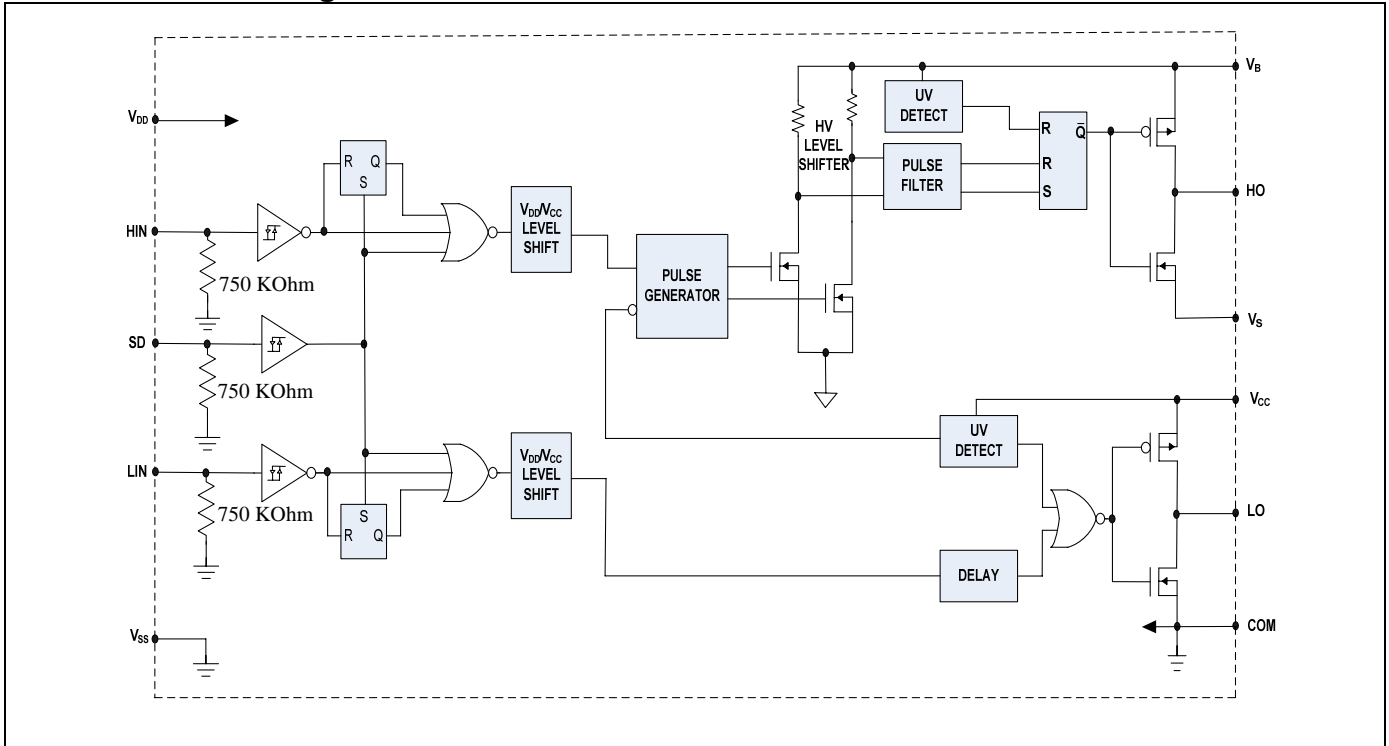 V_DD
HIN
750 KOhm
SD
750 KOhm
LIN
750 KOhm
V_SS
R Q
S
S
R Q
V_DD/V_CC
LEVEL
SHIFT
V_DD/V_CC
LEVEL
SHIFT
PULSE
GENERATOR
HV
LEVEL
SHIFTER
UV
DETECT
PULSE
FILTER
R Q̅
R
S
UV
DETECT
DELAY
V_B
HO
V_S
V_CC
LO
COM